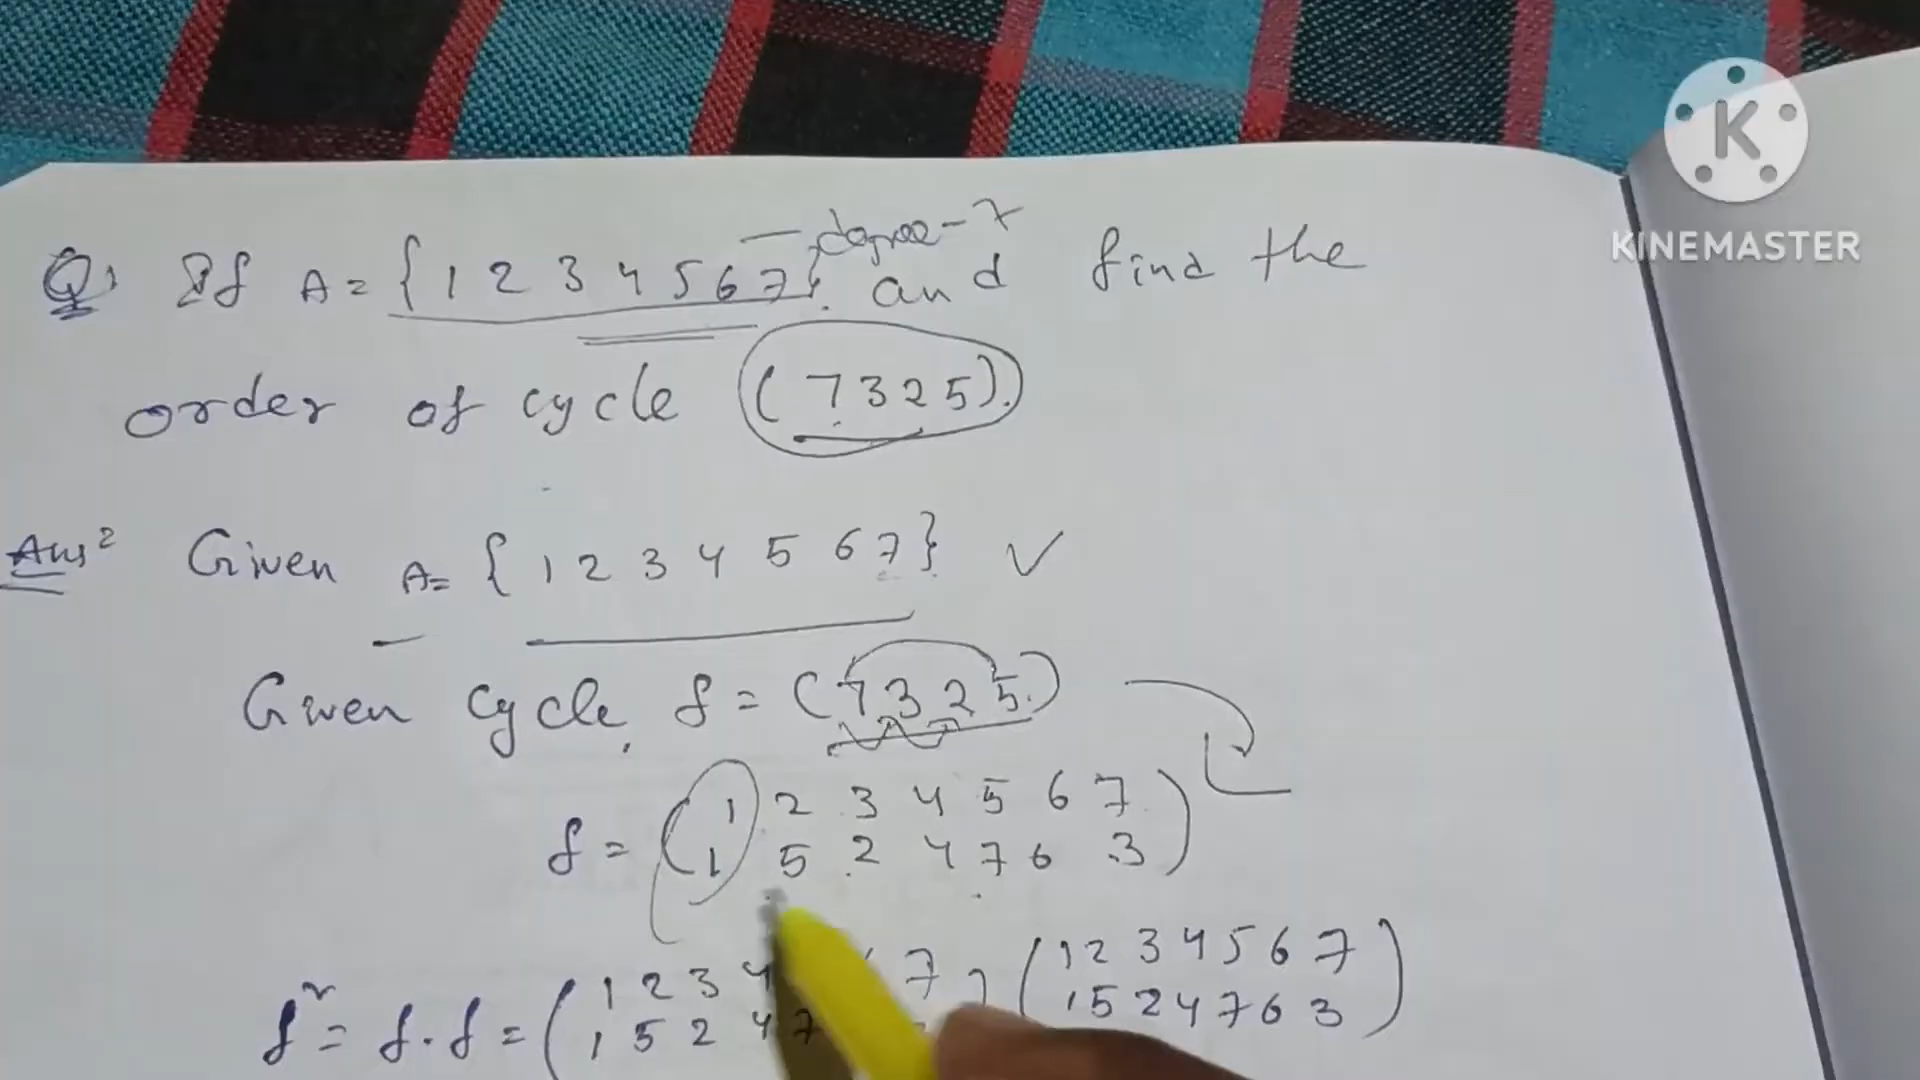 KINEMASTER
- degree-7
Q: If A = {1 2 3 4 5 6 7}. and find the
order of cycle (7 3 2 5).
Ans: Given A = {1 2 3 4 5 6 7} ✓
Given cycle, f = (7 3 2 5.)
f = (1 2 3 4 5 6 7
1 5 2 4 7 6 3)
f² = f . f = (1 2 3 4 7) (1 2 3 4 5 6 7
1 5 2 4 7 1 5 2 4 7 6 3)